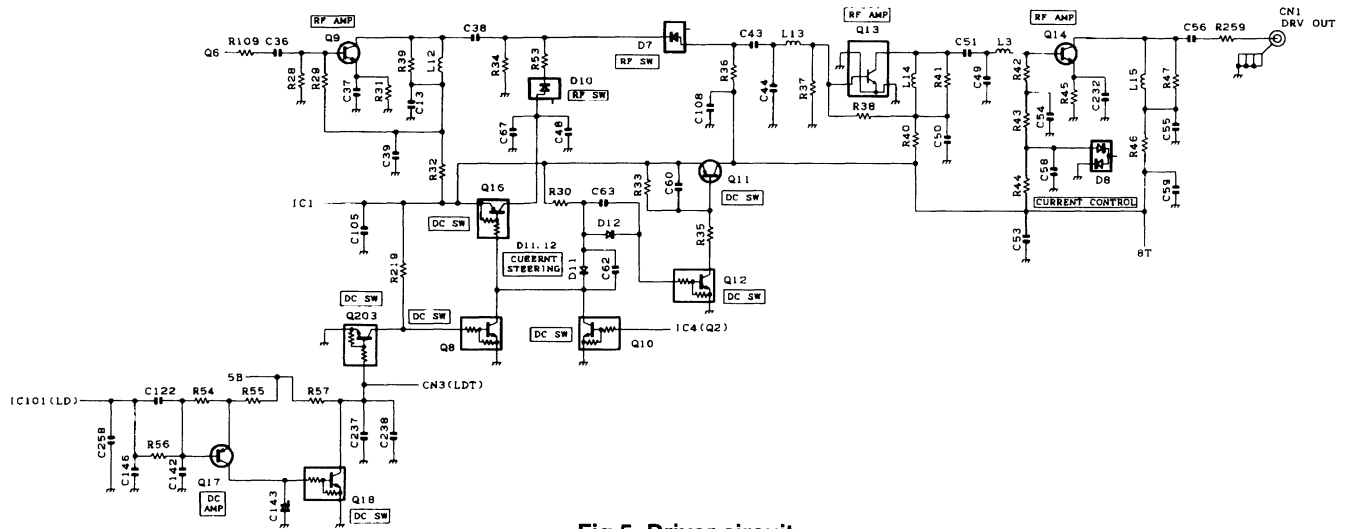 CN1
DRV OUT
RF AMP
Q9
C38
RF AMP
Q13
RF AMP
Q14
C56
R259
Q6
R109
C36
R28
R29
C37
R31
R39
L12
C13
R34
R53
D7
RF SW
D10
RF SW
C43
L13
R36
C44
R37
C108
L14
R41
R38
C51
L3
C49
R42
R45
C232
L15
R47
C39
R32
C67
C48
R40
C50
R43
C54
C55
R46
R33
C60
Q11
DC SW
R44
C58
D8
CURRENT CONTROL
C59
IC1
Q16
DC SW
R30
C63
D12
C105
R35
C53
8T
D11.12
CUEERNT
STEERING
D11
C62
R219
Q12
DC SW
DC SW
Q203
DC SW
Q8
DC SW
Q10
IC4(Q2)
5B
CN3(LDT)
IC101(LD)
C122
R54
R55
R57
C258
R56
C146
C142
Q17
DC
AMP
C143
Q18
DC SW
C237
C238
Fig.5 Driver circuit